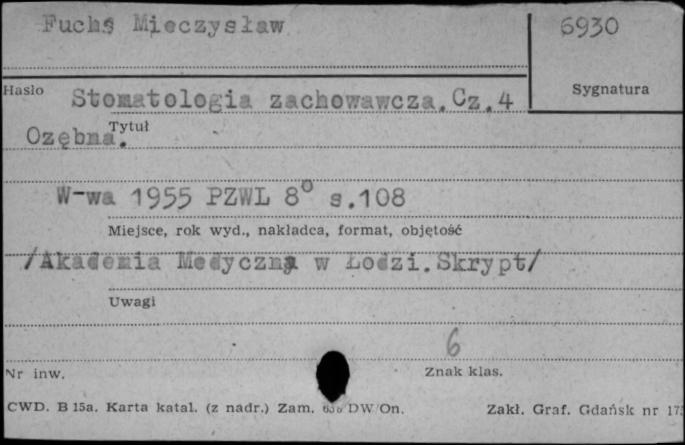 Fuchs Mieczysław
6930
Hasło
Sygnatura
Stomatologia zachowawcza. Cz. 4
Tytuł
Ozębna.
W-wa 1955 PZWL 8° s.108
Miejsce, rok wyd., nakładca, format, objętość
/Akademia Medyczna w Łodzi. Skrypt/
Uwagi
6
Nr inw.
Znak klas.
CWD. B 15a. Karta katal. (z nadr.) Zam. DW/On.
Zakł. Graf. Gdańsk nr